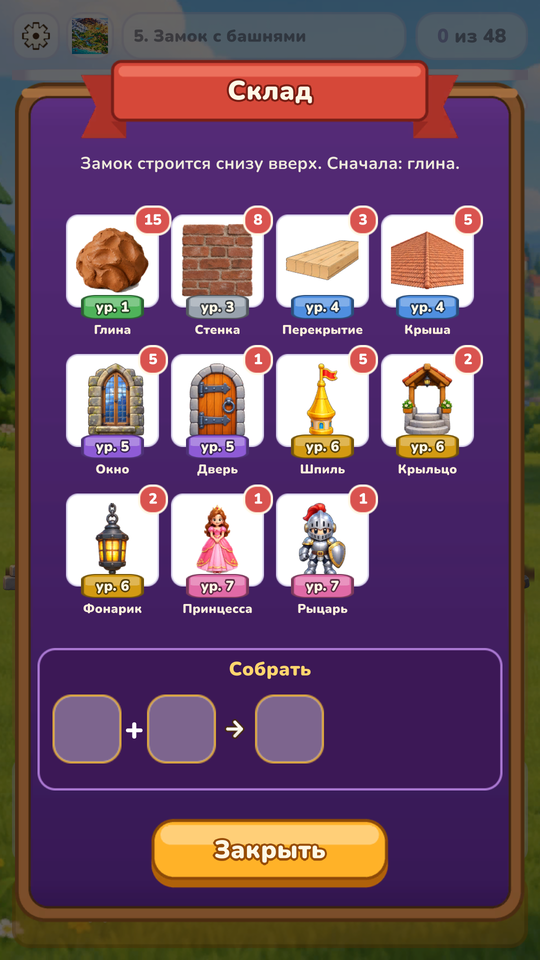 5. Замок с башнями
0 из 48
Склад
Замок строится снизу вверх. Сначала: глина.
15
8
3
5
ур. 1
ур. 3
ур. 4
ур. 4
Глина
Стенка
Перекрытие
Крыша
5
1
5
2
ур. 5
ур. 5
ур. 6
ур. 6
Окно
Дверь
Шпиль
Крыльцо
2
1
1
ур. 6
ур. 7
ур. 7
Фонарик
Принцесса
Рыцарь
Собрать
+ →
Закрыть